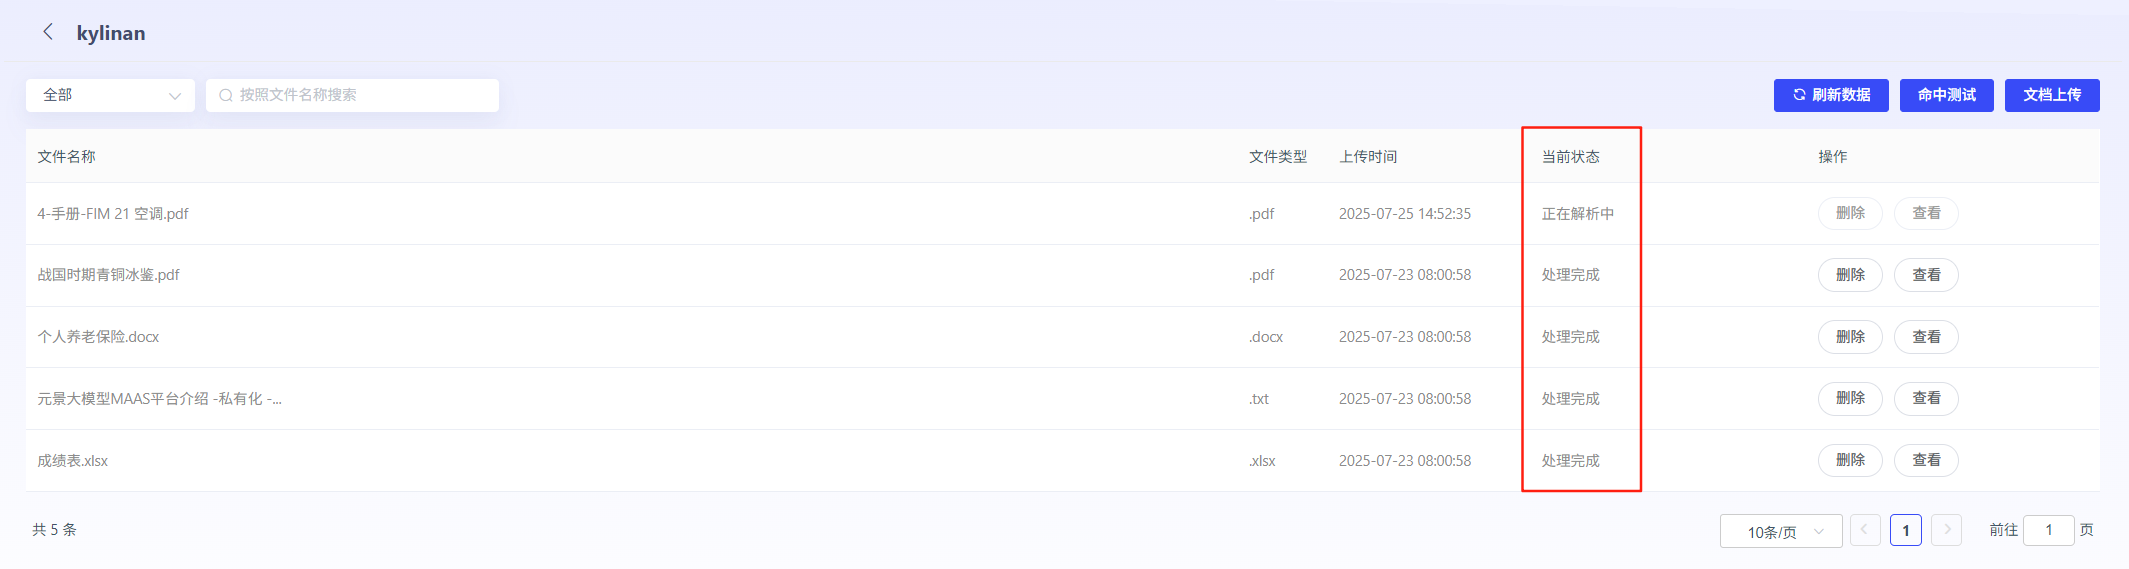 kylinan
全部 按照文件名称搜索 刷新数据 命中测试 文档上传
文件名称 文件类型 上传时间 当前状态 操作
4-手册-FIM 21 空调.pdf .pdf 2025-07-25 14:52:35 正在解析中 删除 查看
战国时期青铜冰鉴.pdf .pdf 2025-07-23 08:00:58 处理完成 删除 查看
个人养老保险.docx .docx 2025-07-23 08:00:58 处理完成 删除 查看
元景大模型MAAS平台介绍 -私有化 -... .txt 2025-07-23 08:00:58 处理完成 删除 查看
成绩表.xlsx .xlsx 2025-07-23 08:00:58 处理完成 删除 查看
共 5 条 10条/页 1 前往 1 页